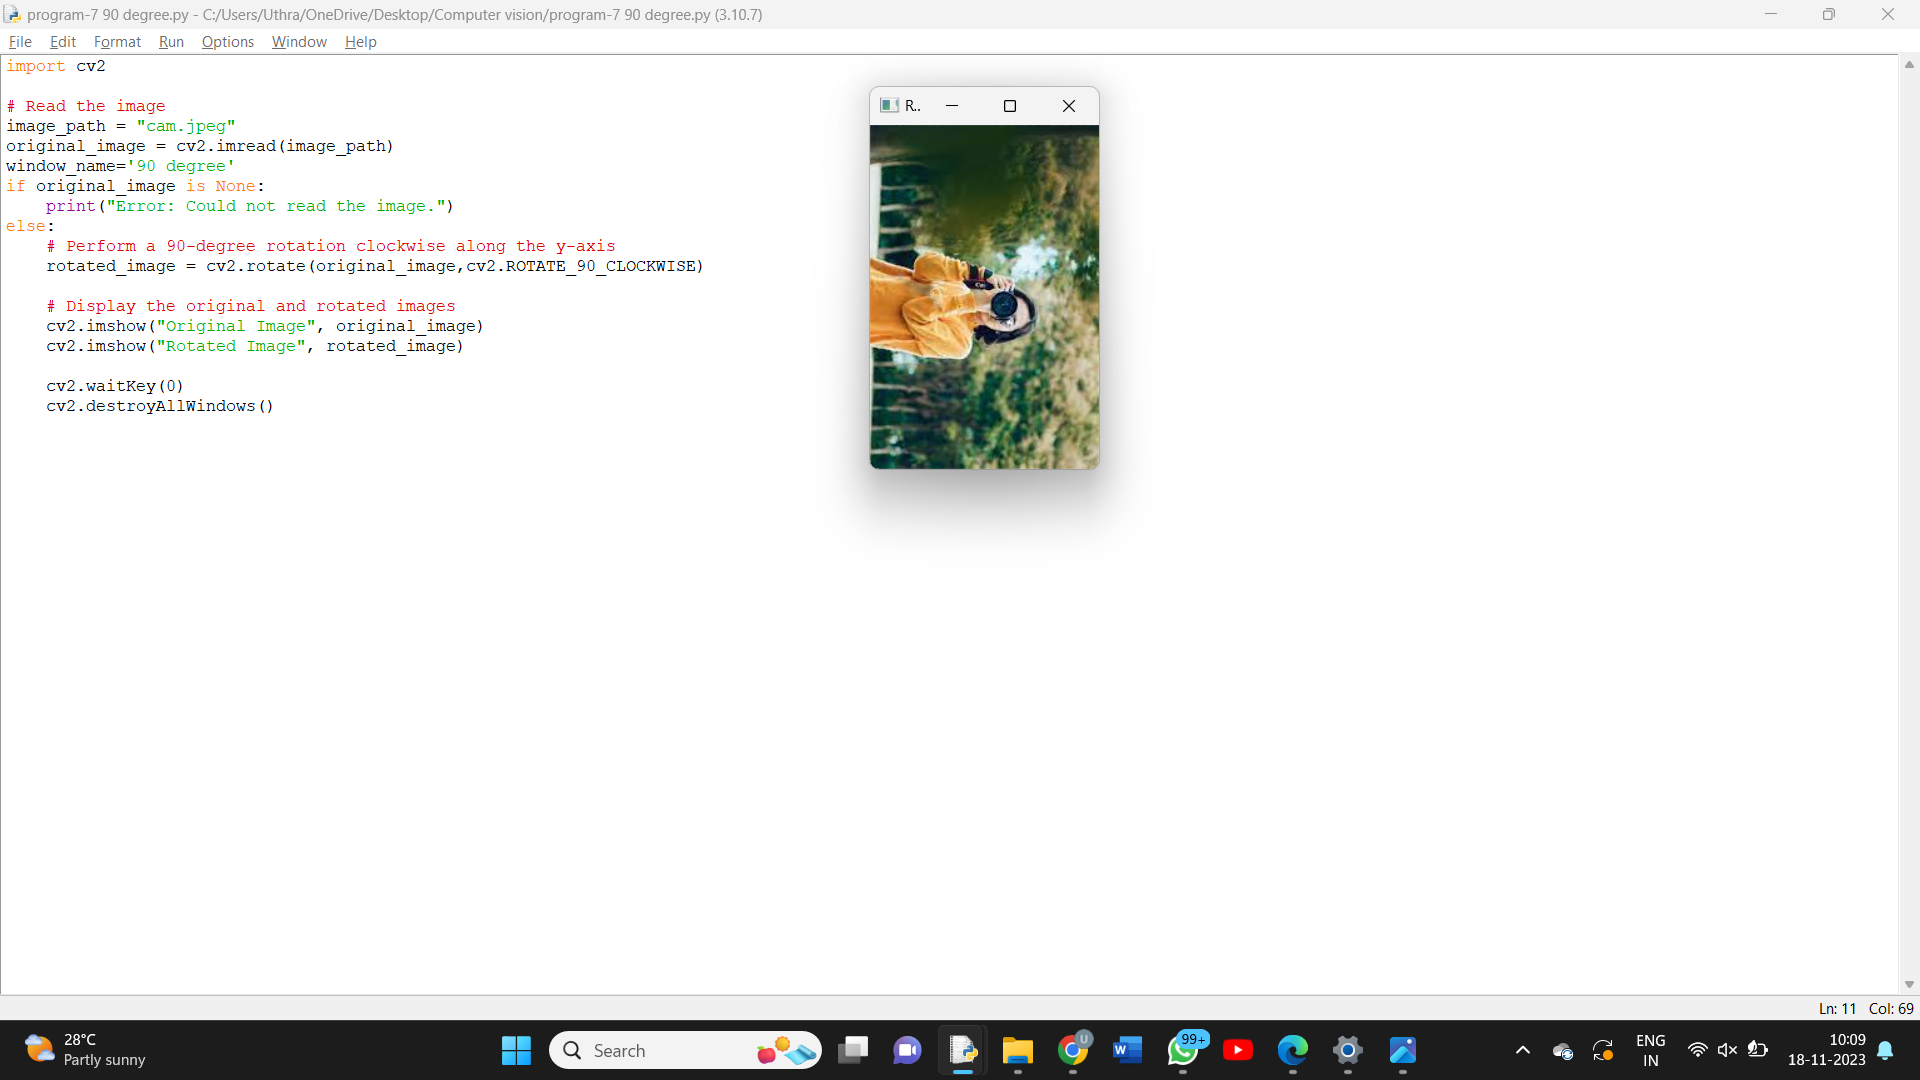 program-7 90 degree.py - C:/Users/Uthra/OneDrive/Desktop/Computer vision/program-7 90 degree.py (3.10.7)
File Edit Format Run Options Window Help
import cv2
# Read the image
image_path = "cam.jpeg"
original_image = cv2.imread(image_path)
window_name='90 degree'
if original_image is None:
    print("Error: Could not read the image.")
else:
    # Perform a 90-degree rotation clockwise along the y-axis
    rotated_image = cv2.rotate(original_image,cv2.ROTATE_90_CLOCKWISE)
    # Display the original and rotated images
    cv2.imshow("Original Image", original_image)
    cv2.imshow("Rotated Image", rotated_image)
    cv2.waitKey(0)
    cv2.destroyAllWindows()
R..
Ln: 11 Col: 69
28°C
Partly sunny
Search
U
W
99+
ENG
IN
10:09
18-11-2023